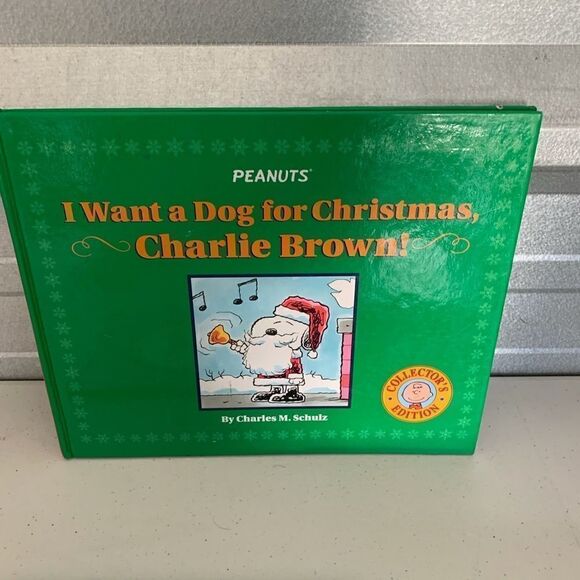 PEANUTS®
I Want a Dog for Christmas,
Charlie Brown!
By Charles M. Schulz
COLLECTOR'S
EDITION